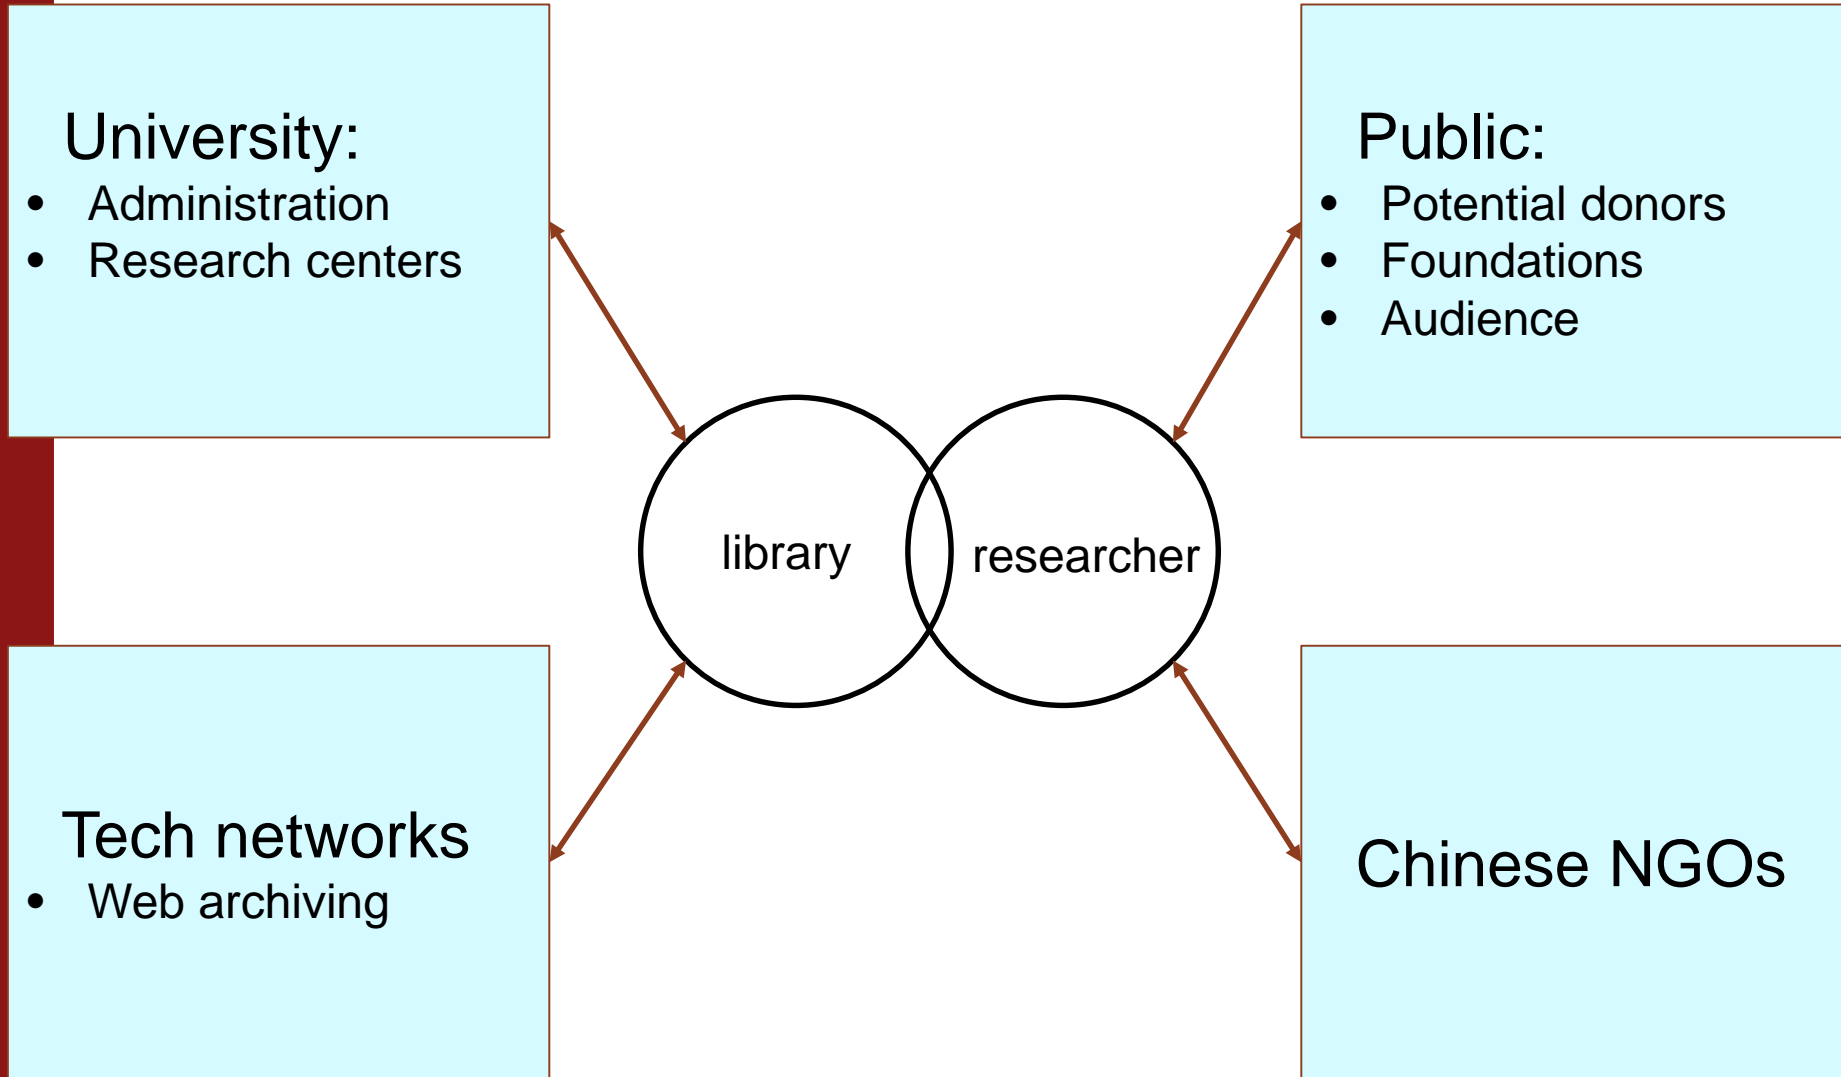 University:
• Administration
• Research centers
Public:
• Potential donors
• Foundations
• Audience
library
researcher
Tech networks
• Web archiving
Chinese NGOs